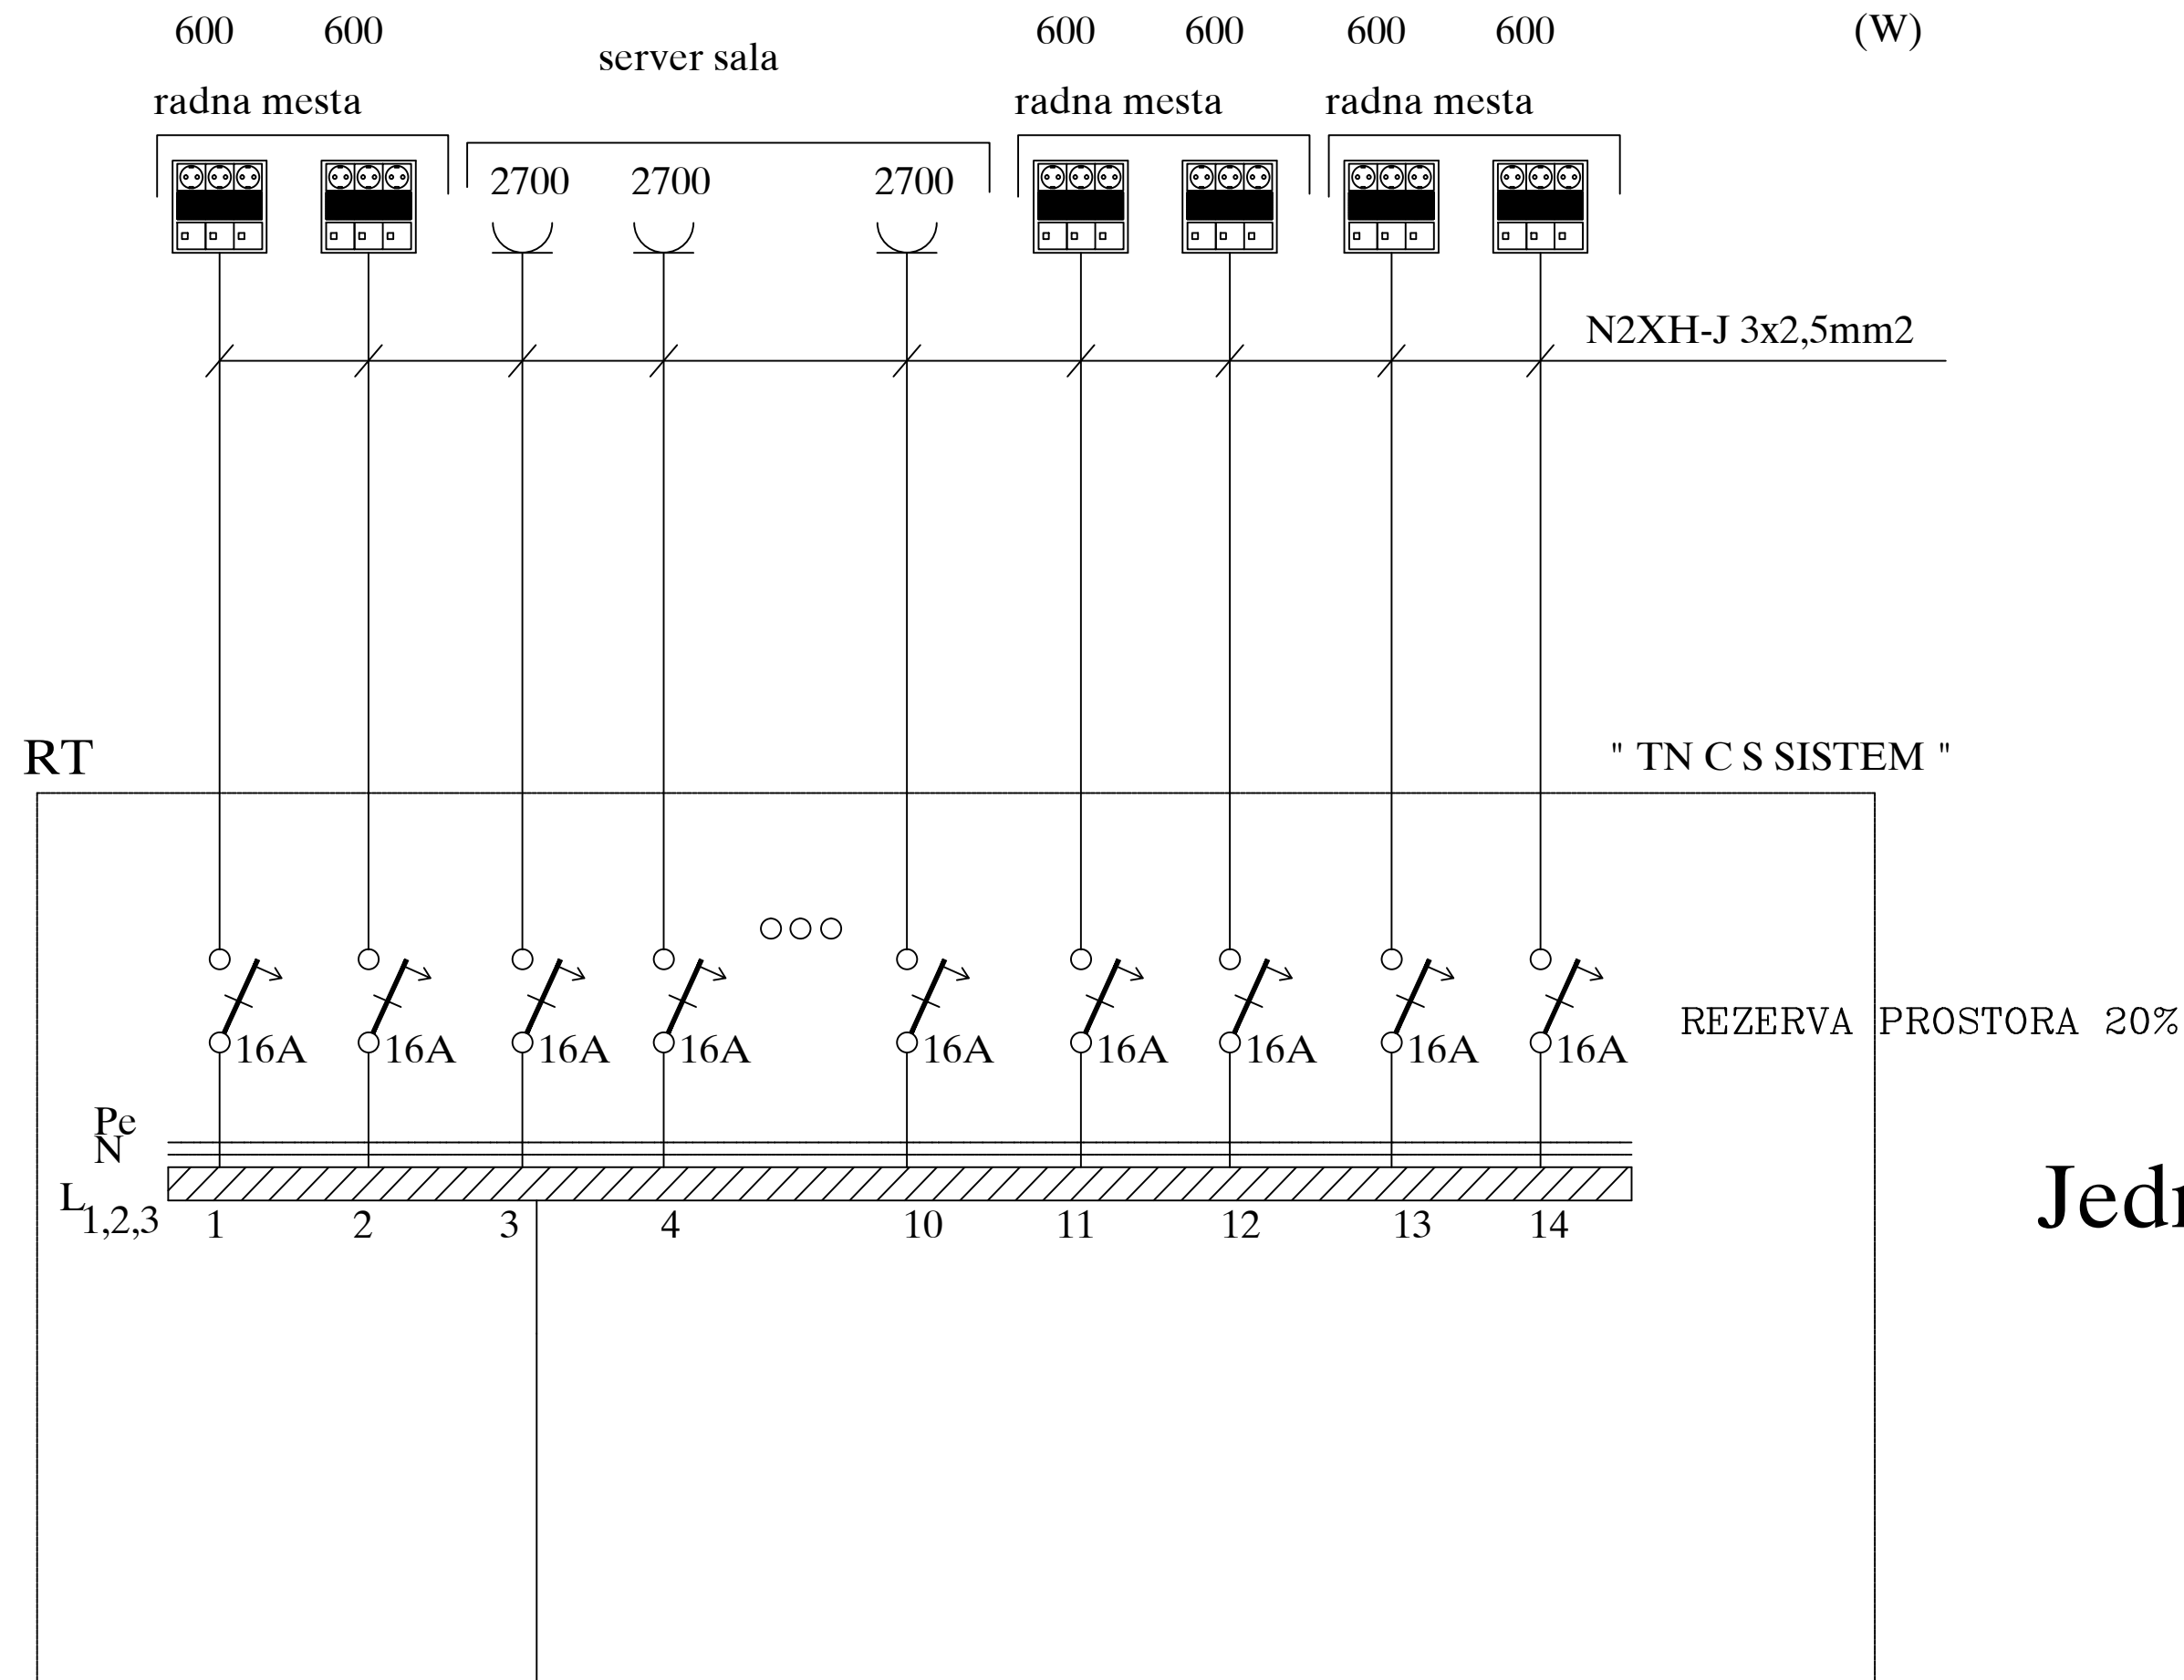 600 600 600 600 600 600 (W)
server sala
radna mesta radna mesta radna mesta
2700 2700 2700
N2XH-J 3x2,5mm2
RT " TN C S SISTEM "
REZERVA PROSTORA 20%
16A 16A 16A 16A 16A 16A 16A 16A 16A
Pe
N
L1,2,3
1 2 3 4 10 11 12 13 14